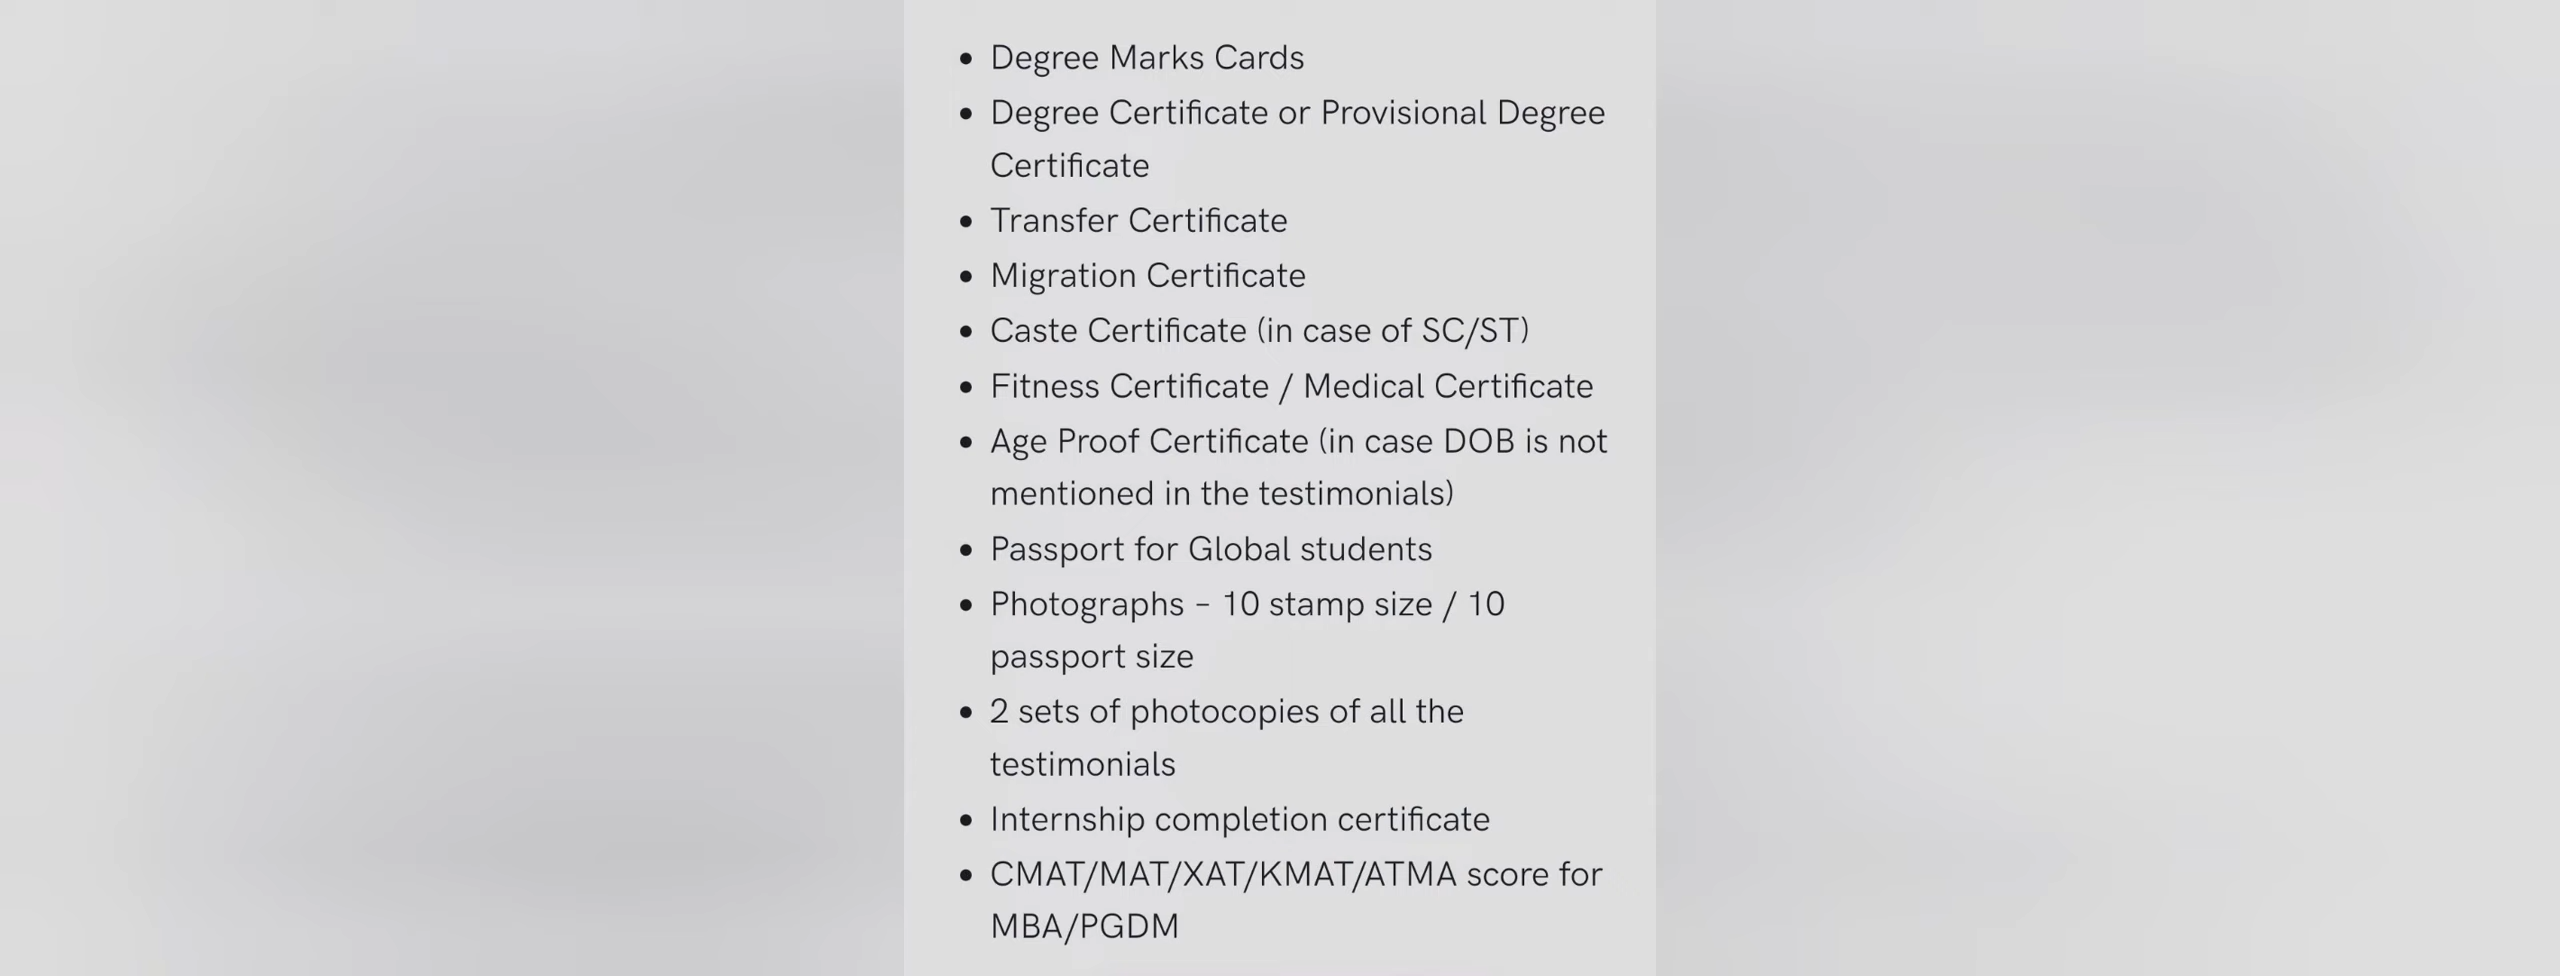 • Degree Marks Cards
• Degree Certificate or Provisional Degree
Certificate
• Transfer Certificate
• Migration Certificate
• Caste Certificate (in case of SC/ST)
• Fitness Certificate / Medical Certificate
• Age Proof Certificate (in case DOB is not
mentioned in the testimonials)
• Passport for Global students
• Photographs – 10 stamp size / 10
passport size
• 2 sets of photocopies of all the
testimonials
• Internship completion certificate
• CMAT/MAT/XAT/KMAT/ATMA score for
MBA/PGDM